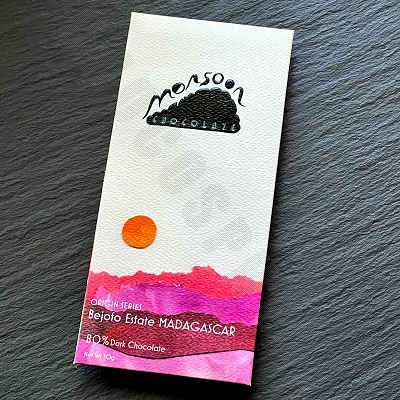 monsoon
CHOCOLATE
ORIGIN SERIES
Bejofo Estate MADAGASCAR
80% Dark Chocolate